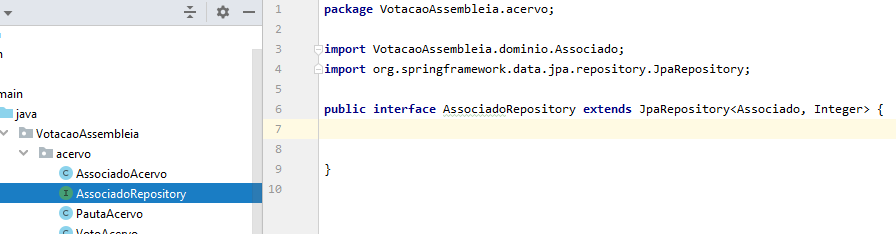 main
java
VotacaoAssembleia
acervo
AssociadoAcervo
AssociadoRepository
PautaAcervo
VotoAcervo
1 package VotacaoAssembleia.acervo;
2
3 import VotacaoAssembleia.dominio.Associado;
4 import org.springframework.data.jpa.repository.JpaRepository;
5
6 public interface AssociadoRepository extends JpaRepository<Associado, Integer> {
7
8
9 }
10